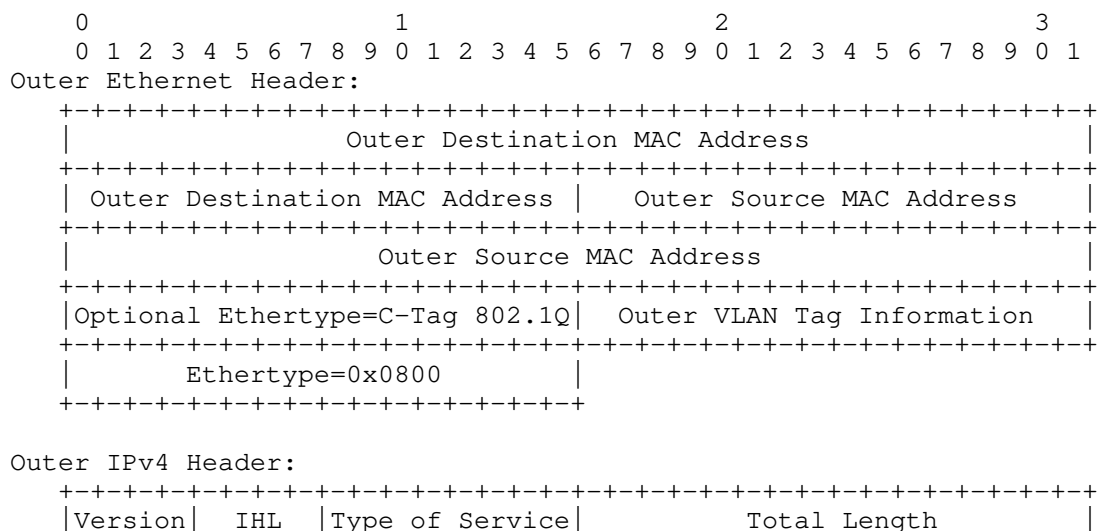 0                   1                   2                   3
    0 1 2 3 4 5 6 7 8 9 0 1 2 3 4 5 6 7 8 9 0 1 2 3 4 5 6 7 8 9 0 1
Outer Ethernet Header:
   +-+-+-+-+-+-+-+-+-+-+-+-+-+-+-+-+-+-+-+-+-+-+-+-+-+-+-+-+-+-+-+-+
   |                 Outer Destination MAC Address                 |
   +-+-+-+-+-+-+-+-+-+-+-+-+-+-+-+-+-+-+-+-+-+-+-+-+-+-+-+-+-+-+-+-+
   | Outer Destination MAC Address |   Outer Source MAC Address    |
   +-+-+-+-+-+-+-+-+-+-+-+-+-+-+-+-+-+-+-+-+-+-+-+-+-+-+-+-+-+-+-+-+
   |                   Outer Source MAC Address                    |
   +-+-+-+-+-+-+-+-+-+-+-+-+-+-+-+-+-+-+-+-+-+-+-+-+-+-+-+-+-+-+-+-+
   |Optional Ethertype=C-Tag 802.1Q|  Outer VLAN Tag Information   |
   +-+-+-+-+-+-+-+-+-+-+-+-+-+-+-+-+-+-+-+-+-+-+-+-+-+-+-+-+-+-+-+-+
   |       Ethertype=0x0800        |
   +-+-+-+-+-+-+-+-+-+-+-+-+-+-+-+-+
Outer IPv4 Header:
   +-+-+-+-+-+-+-+-+-+-+-+-+-+-+-+-+-+-+-+-+-+-+-+-+-+-+-+-+-+-+-+-+
   |Version|  IHL  |Type of Service|          Total Length         |